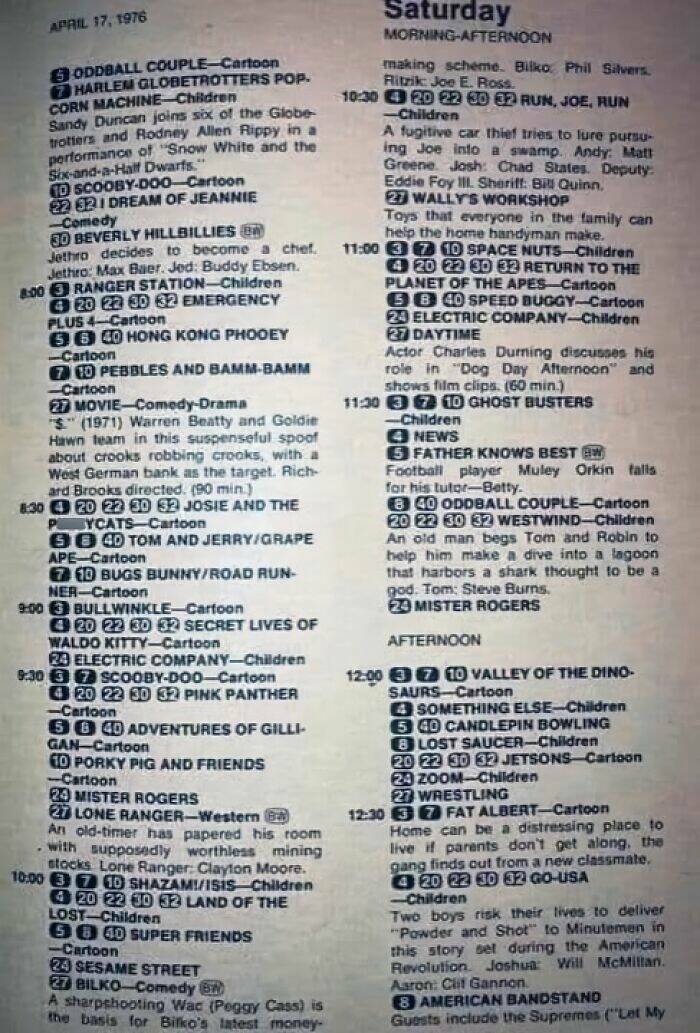 APRIL 17, 1976
5 ODDBALL COUPLE—Cartoon
7 HARLEM GLOBETROTTERS POP-
CORN MACHINE—Children
Sandy Duncan joins six of the Globe-
trotters and Rodney Allen Rippy in a
performance of "Snow White and the
Six-and-a-Half Dwarfs."
10 SCOOBY-DOO—Cartoon
22 32 I DREAM OF JEANNIE
—Comedy
30 BEVERLY HILLBILLIES BW
Jethro decides to become a chef.
Jethro: Max Baer. Jed: Buddy Ebsen.
8:00 3 RANGER STATION—Children
4 20 22 30 32 EMERGENCY
PLUS 4—Cartoon
5 8 40 HONG KONG PHOOEY
—Cartoon
7 10 PEBBLES AND BAMM-BAMM
—Cartoon
27 MOVIE—Comedy-Drama
"$." (1971) Warren Beatty and Goldie
Hawn team in this suspenseful spoof
about crooks robbing crooks, with a
West German bank as the target. Rich-
ard Brooks directed. (90 min.)
8:30 4 20 22 30 32 JOSIE AND THE
P YCATS—Cartoon
5 8 40 TOM AND JERRY/GRAPE
APE—Cartoon
7 10 BUGS BUNNY/ROAD RUN-
NER—Cartoon
9:00 3 BULLWINKLE—Cartoon
4 20 22 30 32 SECRET LIVES OF
WALDO KITTY—Cartoon
24 ELECTRIC COMPANY—Children
9:30 3 7 SCOOBY-DOO—Cartoon
4 20 22 30 32 PINK PANTHER
—Cartoon
5 8 40 ADVENTURES OF GILLI-
GAN—Cartoon
10 PORKY PIG AND FRIENDS
—Cartoon
24 MISTER ROGERS
27 LONE RANGER—Western BW
An old-timer has papered his room
with supposedly worthless mining
stocks. Lone Ranger: Clayton Moore.
10:00 3 7 10 SHAZAM!/ISIS—Children
4 20 22 30 32 LAND OF THE
LOST—Children
5 8 40 SUPER FRIENDS
—Cartoon
24 SESAME STREET
27 BILKO—Comedy BW
A sharpshooting Wac (Peggy Cass) is
the basis for Bilko's latest money-
Saturday
MORNING-AFTERNOON
making scheme. Bilko: Phil Silvers.
Ritzik: Joe E. Ross.
10:30 4 20 22 30 32 RUN, JOE, RUN
—Children
A fugitive car thief tries to lure pursu-
ing Joe into a swamp. Andy: Matt
Greene. Josh: Chad States. Deputy:
Eddie Foy III. Sheriff: Bill Quinn.
27 WALLY'S WORKSHOP
Toys that everyone in the family can
help the home handyman make.
11:00 3 7 10 SPACE NUTS—Children
4 20 22 30 32 RETURN TO THE
PLANET OF THE APES—Cartoon
5 8 40 SPEED BUGGY—Cartoon
24 ELECTRIC COMPANY—Children
27 DAYTIME
Actor Charles Durning discusses his
role in "Dog Day Afternoon" and
shows film clips. (60 min.)
11:30 3 7 10 GHOST BUSTERS
—Children
4 NEWS
5 FATHER KNOWS BEST BW
Football player Muley Orkin falls
for his tutor—Betty.
8 40 ODDBALL COUPLE—Cartoon
20 22 30 32 WESTWIND—Children
An old man begs Tom and Robin to
help him make a dive into a lagoon
that harbors a shark thought to be a
god. Tom: Steve Burns.
24 MISTER ROGERS
AFTERNOON
12:00 3 7 10 VALLEY OF THE DINO-
SAURS—Cartoon
4 SOMETHING ELSE—Children
5 40 CANDLEPIN BOWLING
8 LOST SAUCER—Children
20 22 30 32 JETSONS—Cartoon
24 ZOOM—Children
27 WRESTLING
12:30 3 7 FAT ALBERT—Cartoon
Home can be a distressing place to
live if parents don't get along, the
gang finds out from a new classmate.
4 20 22 30 32 GO-USA
—Children
Two boys risk their lives to deliver
"Powder and Shot" to Minutemen in
this story set during the American
Revolution. Joshua: Will McMillan.
Aaron: Clif Gannon.
8 AMERICAN BANDSTAND
Guests include the Supremes ("Let My